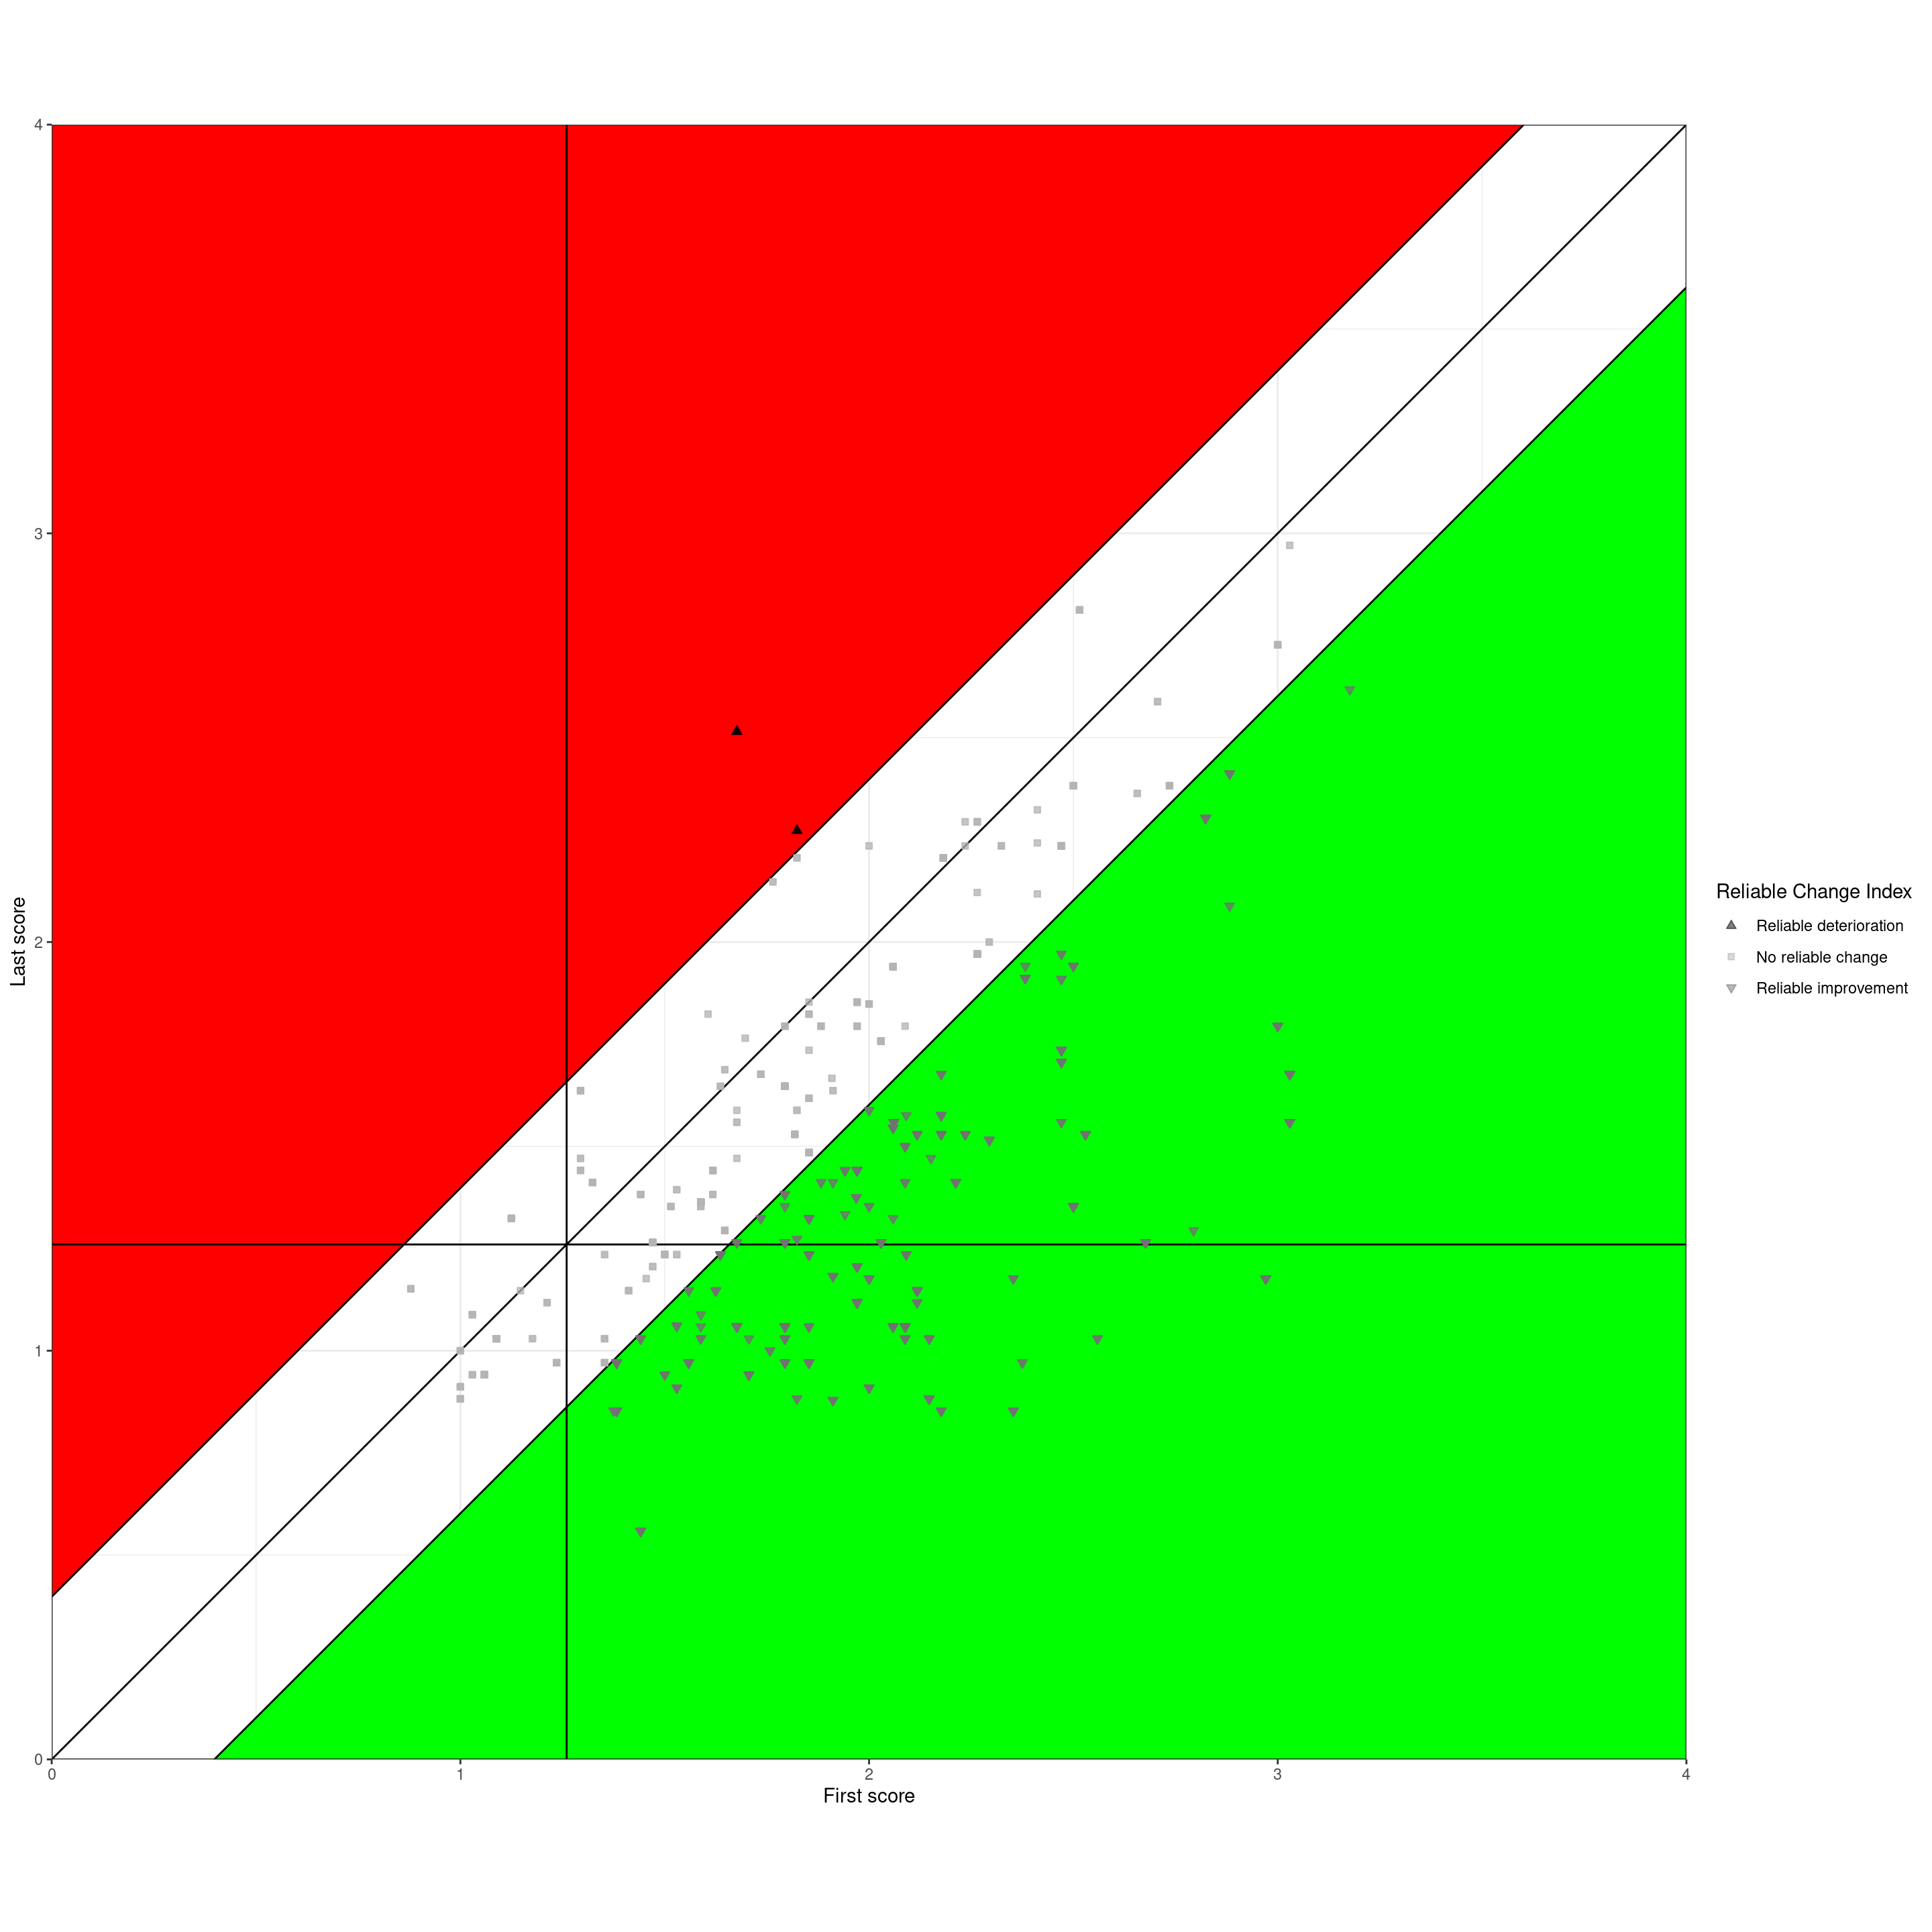 4
3
2
1
0
Last score
0
1
2
3
4
First score
Reliable Change Index
Reliable deterioration
No reliable change
Reliable improvement